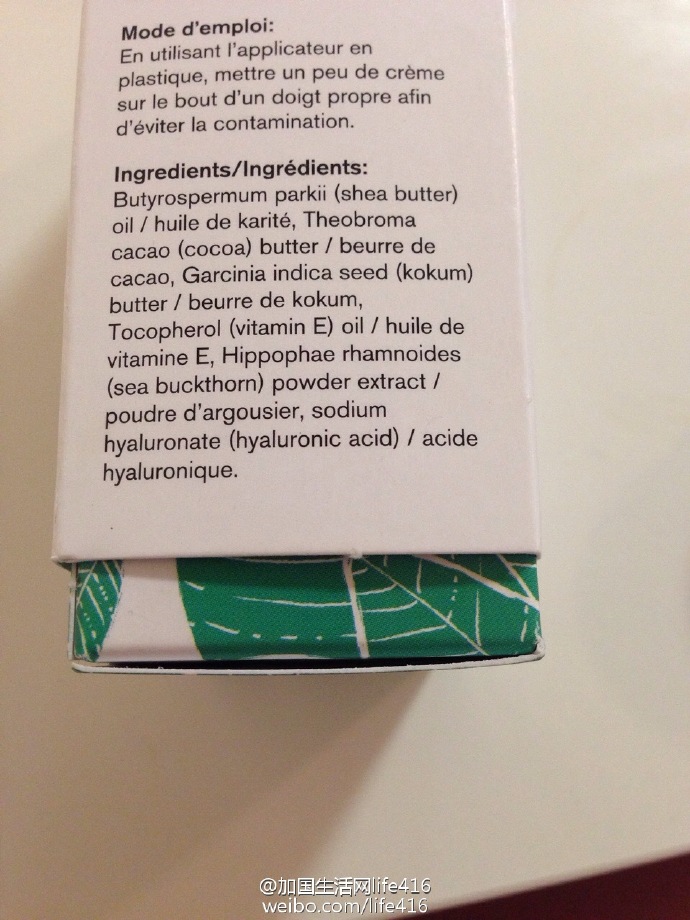 Mode d'emploi:
En utilisant l'applicateur en
plastique, mettre un peu de crème
sur le bout d'un doigt propre afin
d'éviter la contamination.
Ingredients/Ingrédients:
Butyrospermum parkii (shea butter)
oil / huile de karité, Theobroma
cacao (cocoa) butter / beurre de
cacao, Garcinia indica seed (kokum)
butter / beurre de kokum,
Tocopherol (vitamin E) oil / huile de
vitamine E, Hippophae rhamnoides
(sea buckthorn) powder extract /
poudre d'argousier, sodium
hyaluronate (hyaluronic acid) / acide
hyaluronique.
@加国生活网life416
weibo.com/life416